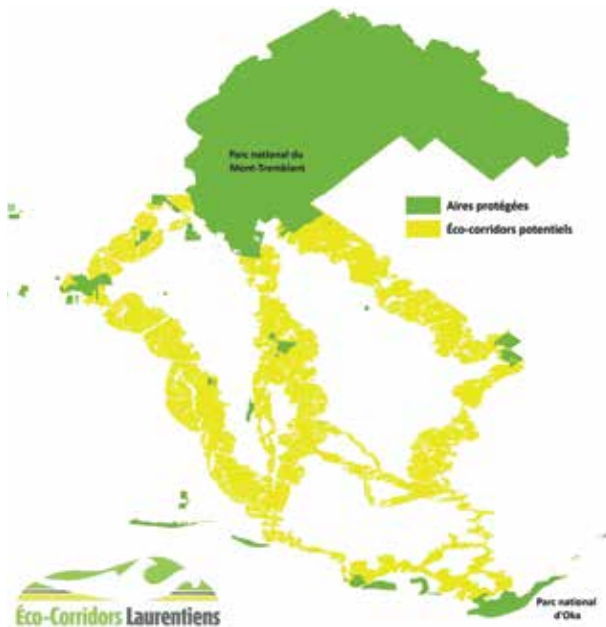 Parc national du
Mont-Tremblant
Aires protégées
Éco-corridors potentiels
Éco-Corridors Laurentiens
Parc national
d'Oka